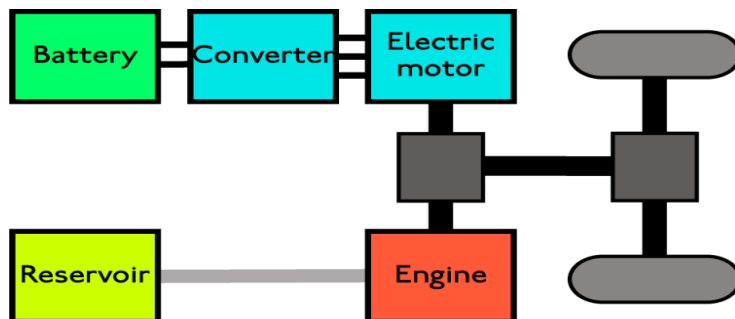 Battery
Converter
Electric
motor
Reservoir
Engine